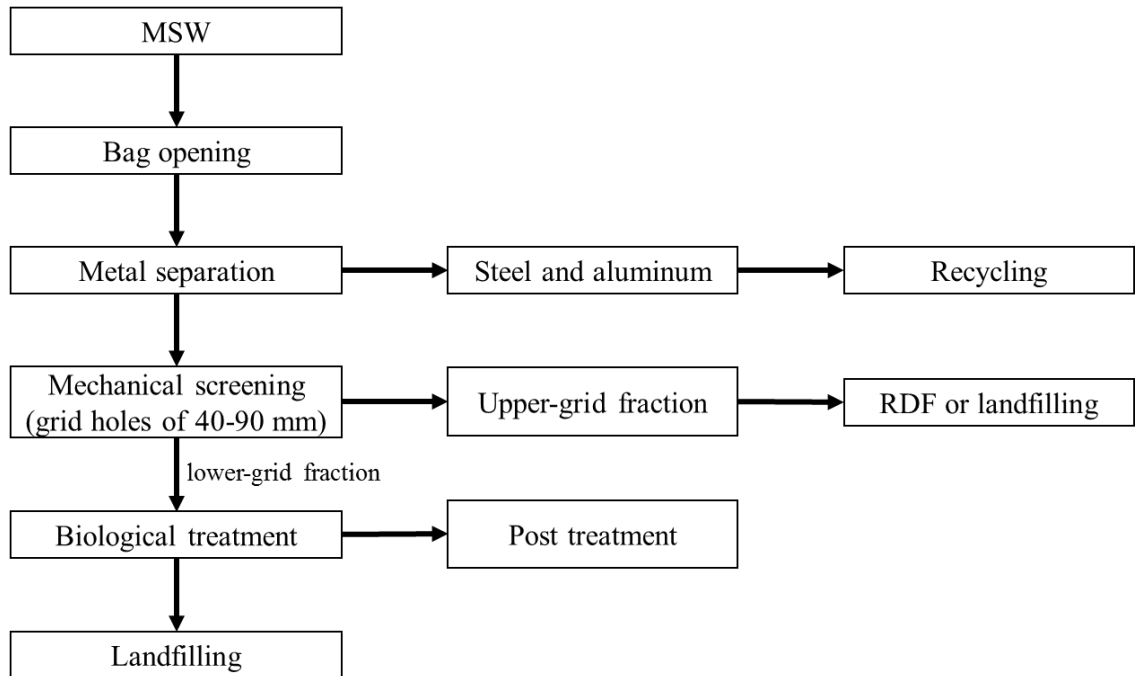 MSW
Bag opening
Metal separation
Steel and aluminum
Recycling
Mechanical screening
(grid holes of 40-90 mm)
Upper-grid fraction
RDF or landfilling
lower-grid fraction
Biological treatment
Post treatment
Landfilling